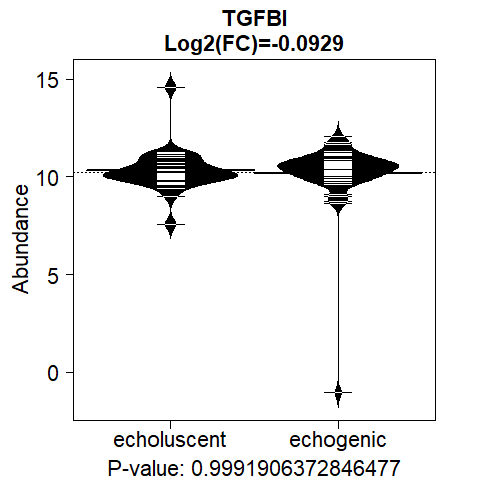 TGFBI
Log2(FC)=-0.0929
Abundance
15
10
5
0
echoluscent echogenic
P-value: 0.9991906372846477